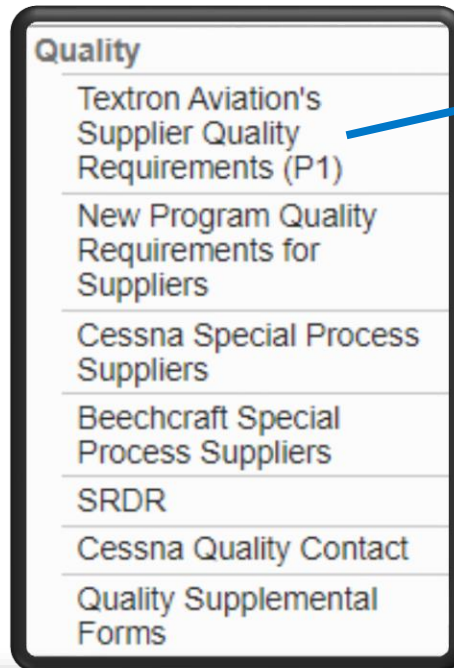 Quality
Textron Aviation's
Supplier Quality
Requirements (P1)
New Program Quality
Requirements for
Suppliers
Cessna Special Process
Suppliers
Beechcraft Special
Process Suppliers
SRDR
Cessna Quality Contact
Quality Supplemental
Forms